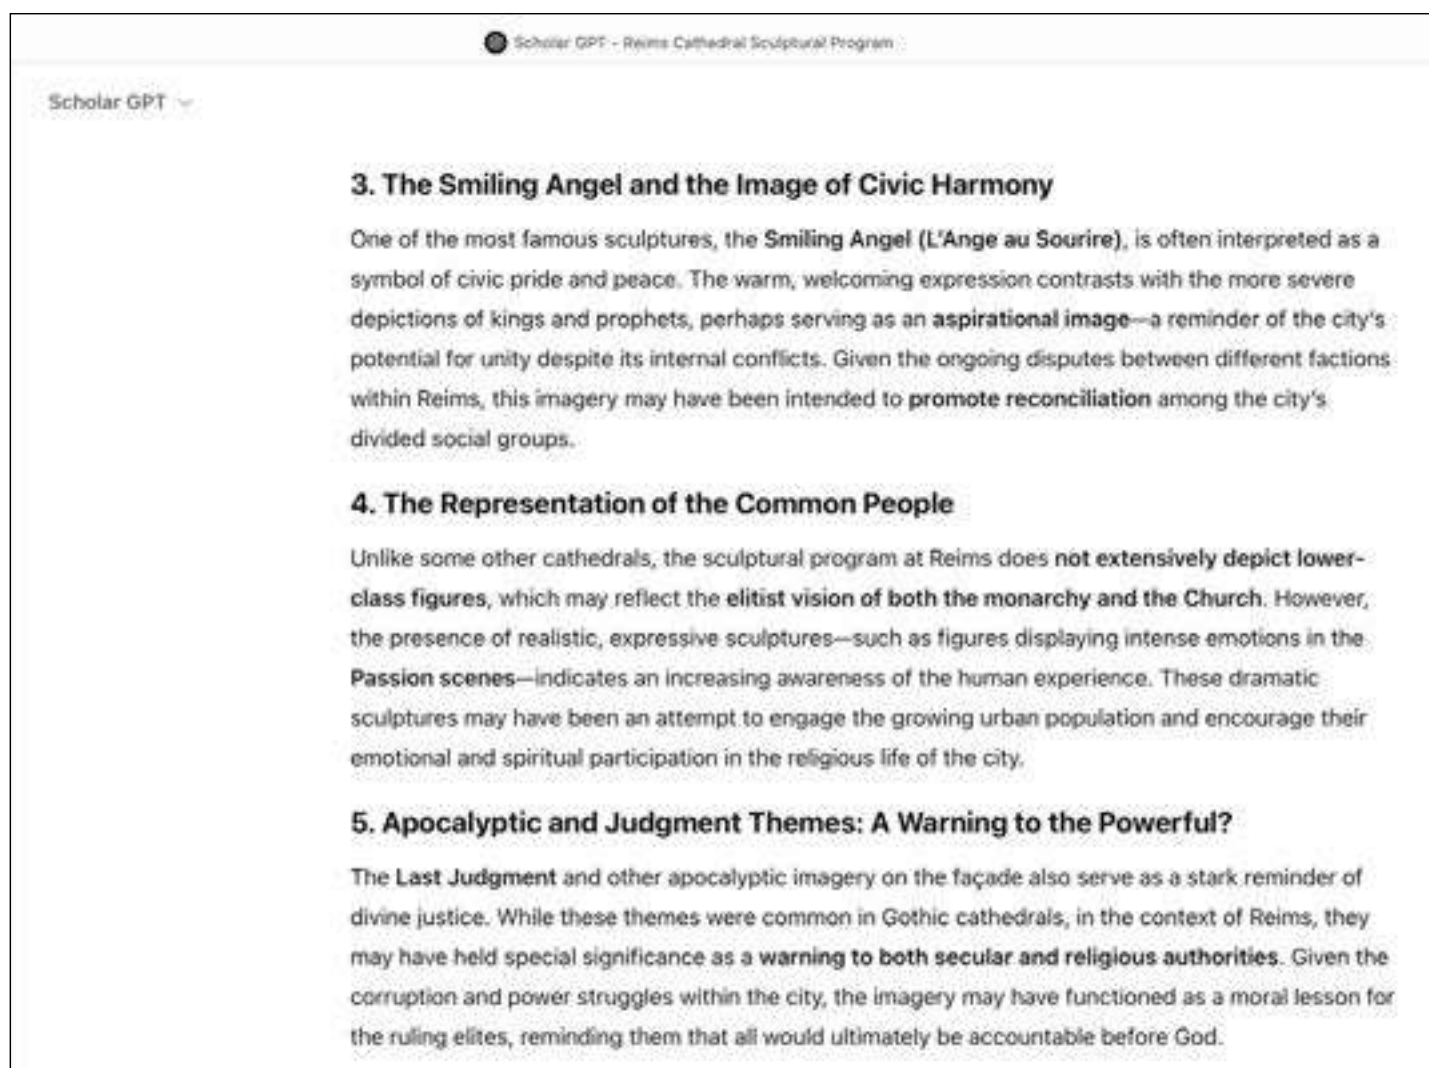 Scholar GPT - Reims Cathedral Sculptural Program
Scholar GPT
3. The Smiling Angel and the Image of Civic Harmony
One of the most famous sculptures, the Smiling Angel (L'Ange au Sourire), is often interpreted as a
symbol of civic pride and peace. The warm, welcoming expression contrasts with the more severe
depictions of kings and prophets, perhaps serving as an aspirational image—a reminder of the city's
potential for unity despite its internal conflicts. Given the ongoing disputes between different factions
within Reims, this imagery may have been intended to promote reconciliation among the city's
divided social groups.
4. The Representation of the Common People
Unlike some other cathedrals, the sculptural program at Reims does not extensively depict lower-
class figures, which may reflect the elitist vision of both the monarchy and the Church. However,
the presence of realistic, expressive sculptures—such as figures displaying intense emotions in the
Passion scenes—indicates an increasing awareness of the human experience. These dramatic
sculptures may have been an attempt to engage the growing urban population and encourage their
emotional and spiritual participation in the religious life of the city.
5. Apocalyptic and Judgment Themes: A Warning to the Powerful?
The Last Judgment and other apocalyptic imagery on the façade also serve as a stark reminder of
divine justice. While these themes were common in Gothic cathedrals, in the context of Reims, they
may have held special significance as a warning to both secular and religious authorities. Given the
corruption and power struggles within the city, the imagery may have functioned as a moral lesson for
the ruling elites, reminding them that all would ultimately be accountable before God.